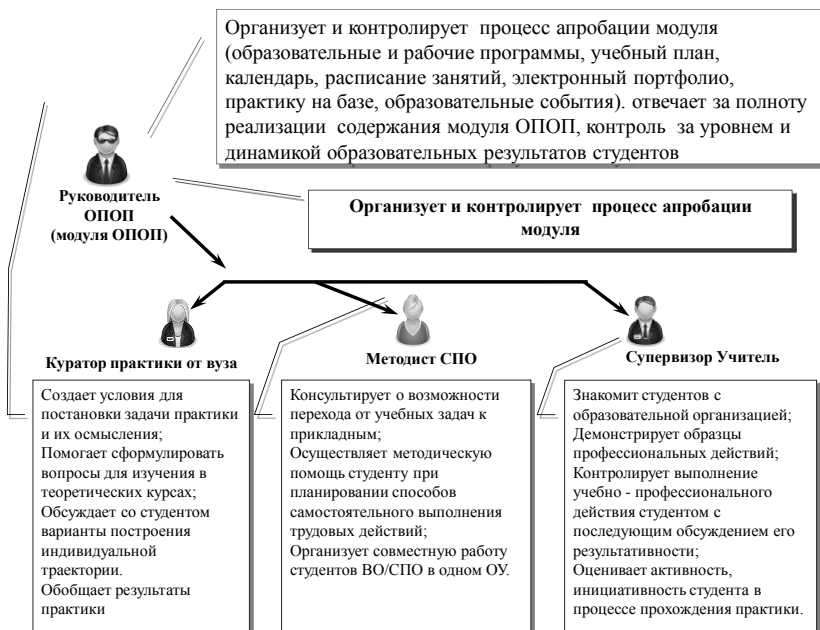 Организует и контролирует процесс апробации модуля
(образовательные и рабочие программы, учебный план,
календарь, расписание занятий, электронный портфолио,
практику на базе, образовательные события). отвечает за полноту
реализации содержания модуля ОПОП, контроль за уровнем и
динамикой образовательных результатов студентов
Руководитель
ОПОП
(модуля ОПОП)
Организует и контролирует процесс апробации
модуля
Куратор практики от вуза
Создает условия для
постановки задачи практики
и их осмысления;
Помогает сформулировать
вопросы для изучения в
теоретических курсах;
Обсуждает со студентом
варианты построения
индивидуальной
траектории.
Обобщает результаты
практики
Методист СПО
Консультирует о возможности
перехода от учебных задач к
прикладным;
Осуществляет методическую
помощь студенту при
планировании способов
самостоятельного выполнения
трудовых действий;
Организует совместную работу
студентов ВО/СПО в одном ОУ.
Супервизор Учитель
Знакомит студентов с
образовательной организацией;
Демонстрирует образцы
профессиональных действий;
Контролирует выполнение
учебно - профессионального
действия студентом с
последующим обсуждением его
результативности;
Оценивает активность,
инициативность студента в
процессе прохождения практики.